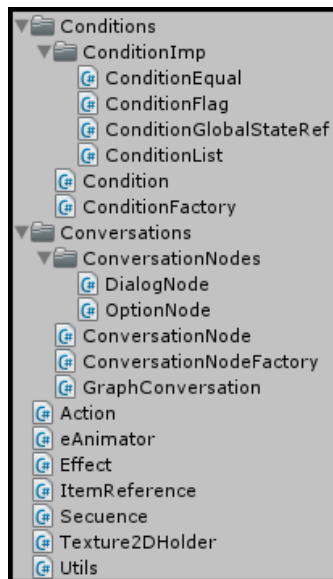 Conditions
ConditionImp
ConditionEqual
ConditionFlag
ConditionGlobalStateRef
ConditionList
Condition
ConditionFactory
Conversations
ConversationNodes
DialogNode
OptionNode
ConversationNode
ConversationNodeFactory
GraphConversation
Action
eAnimator
Effect
ItemReference
Secuence
Texture2DHolder
Utils